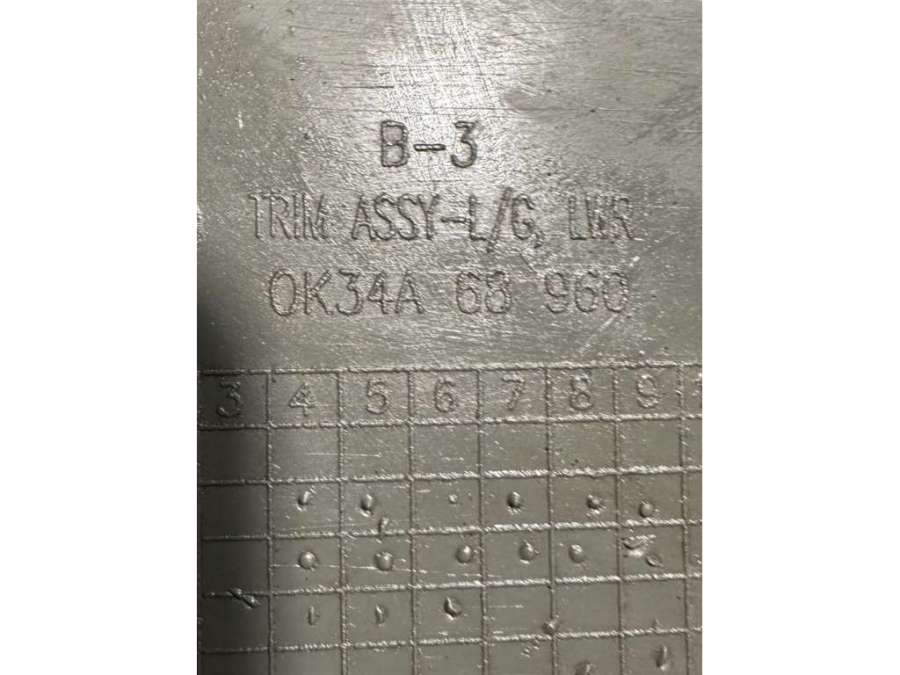 B-3
TRIM ASSY-L/G, LWR
0K34A 68 960
3 4 5 6 7 8 9